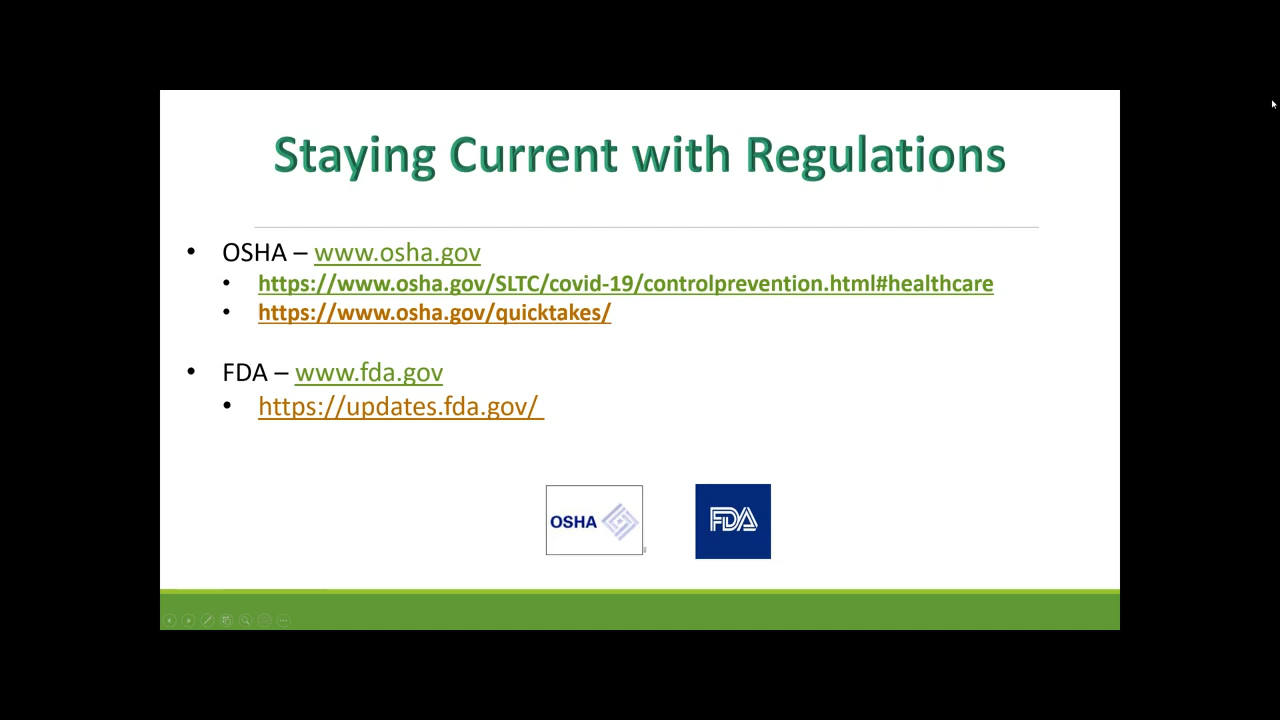 Staying Current with Regulations
• OSHA – www.osha.gov
• https://www.osha.gov/SLTC/covid-19/controlprevention.html#healthcare
• https://www.osha.gov/quicktakes/
• FDA – www.fda.gov
• https://updates.fda.gov/
OSHA
FDA